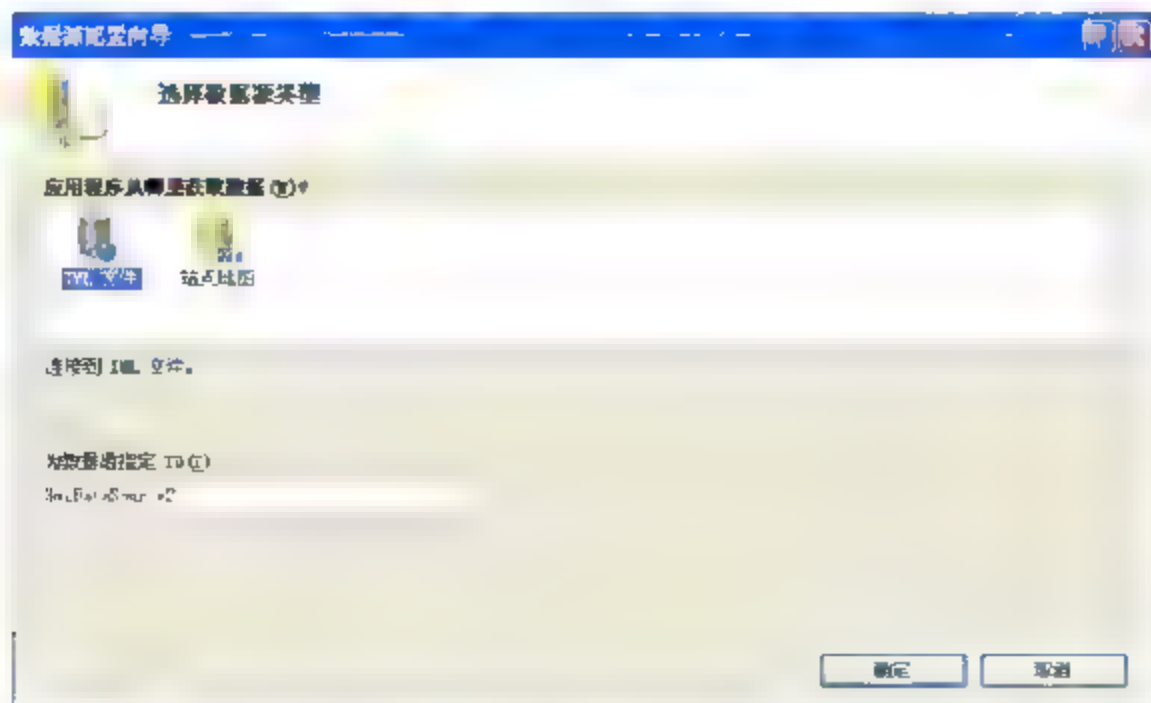 数据源配置向导
选择数据源类型
应用程序从哪里获取数据(W)?
XML 文件 站点地图
连接到 XML 文件。
为数据源指定 ID(I)
XmlDataSource2
确定 取消